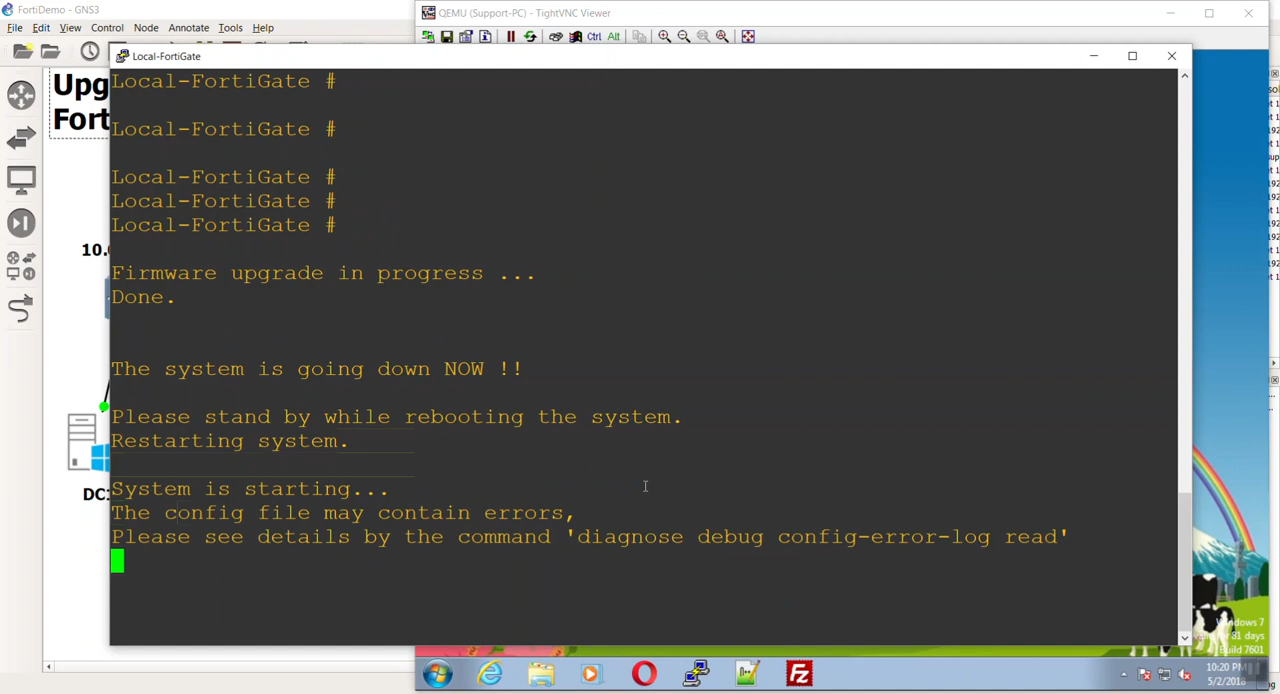 FortiDemo - GNS3
File Edit View Control Node Annotate Tools Help
QEMU (Support-PC) - TightVNC Viewer
Ctrl Alt
Upg
Fort
10.
DC1
Local-FortiGate
Local-FortiGate #
Local-FortiGate #
Local-FortiGate #
Local-FortiGate #
Local-FortiGate #
Firmware upgrade in progress ...
Done.
The system is going down NOW !!
Please stand by while rebooting the system.
Restarting system.
System is starting...
The config file may contain errors,
Please see details by the command 'diagnose debug config-error-log read'
Windows 7
Build 7601
10:20 PM
5/2/2018